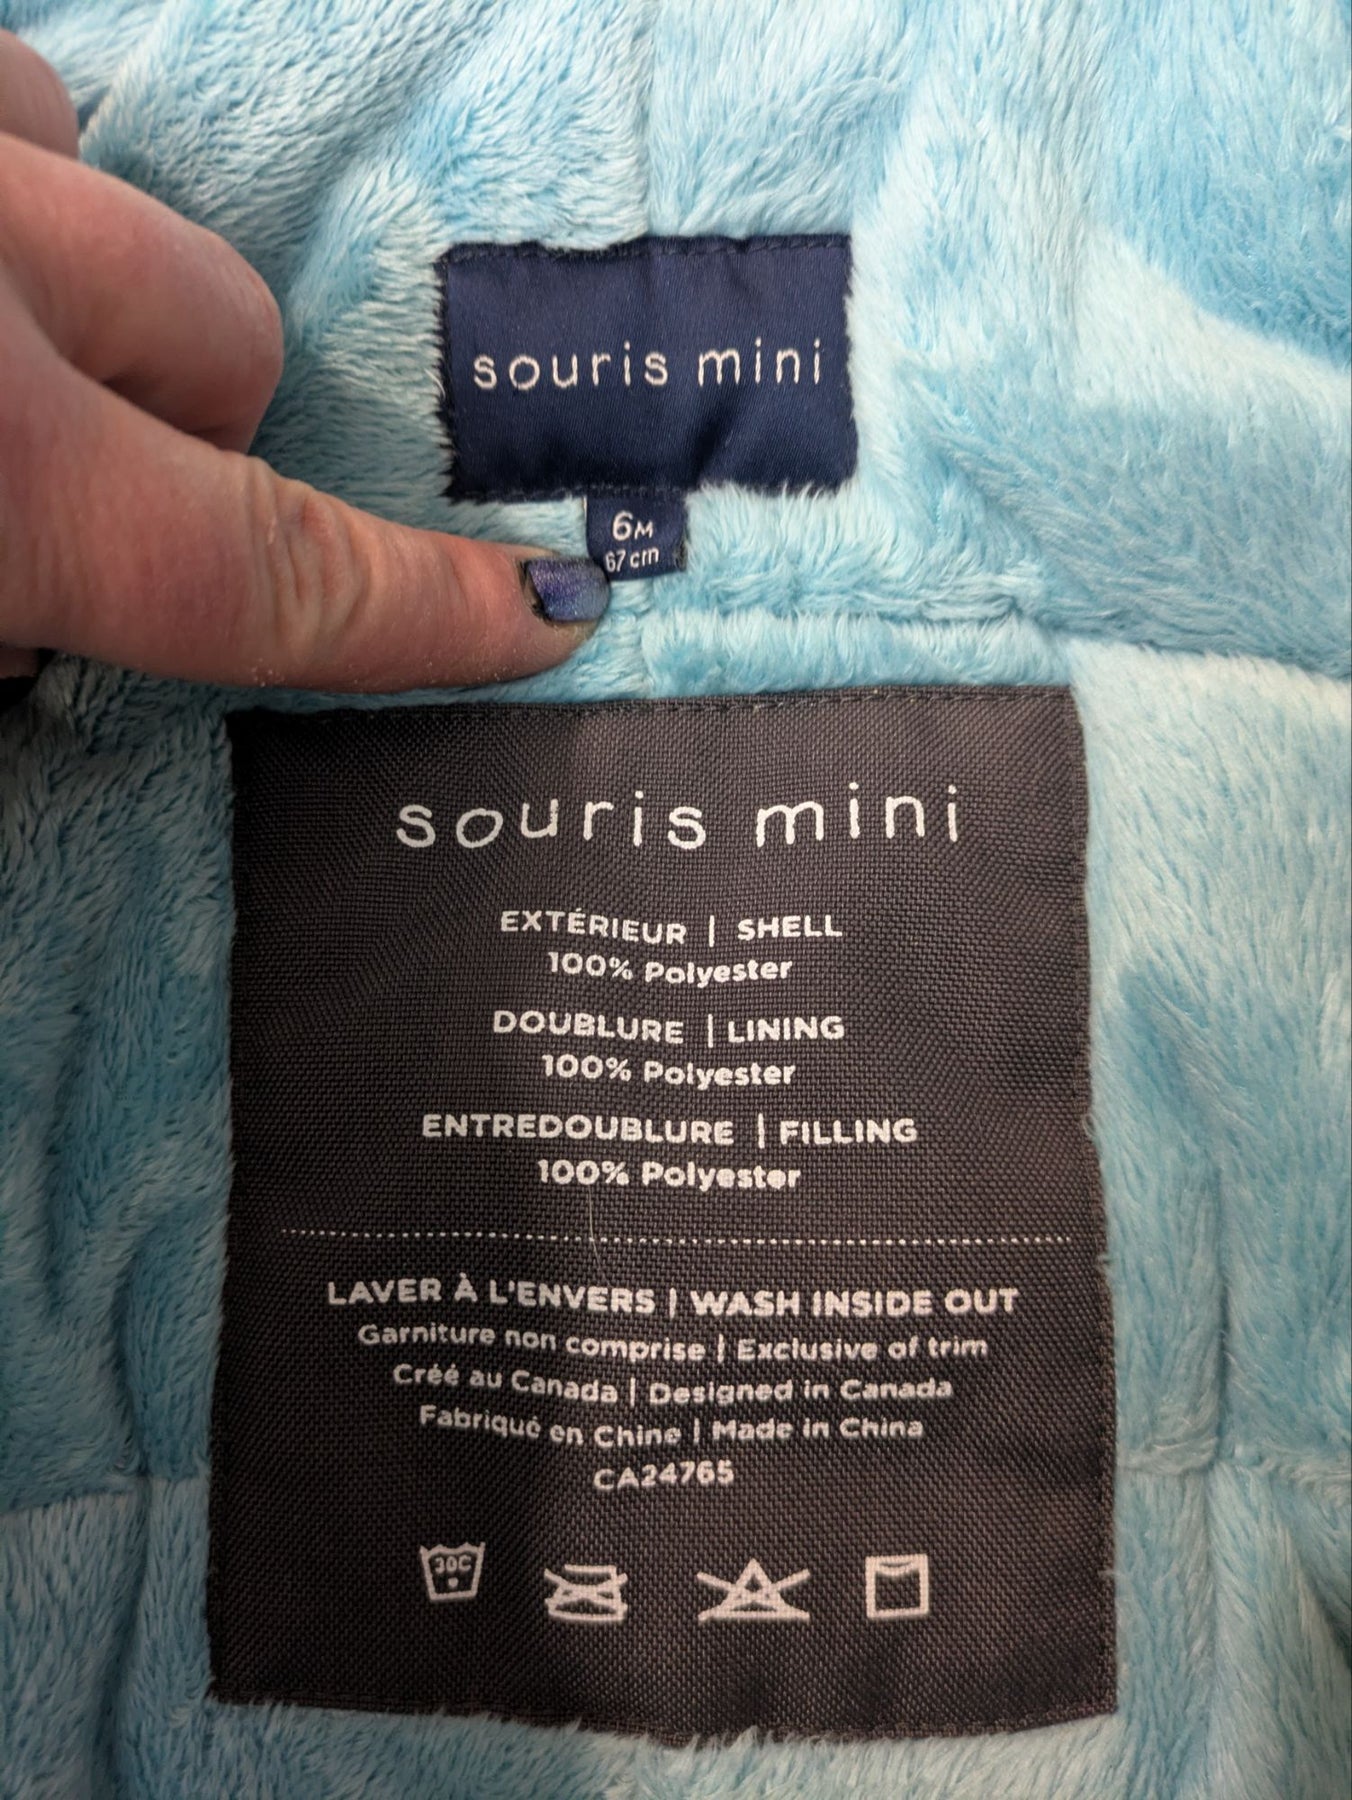 souris mini
6M
67 cm
souris mini
EXTÉRIEUR | SHELL
100% Polyester
DOUBLURE | LINING
100% Polyester
ENTREDOUBLURE | FILLING
100% Polyester
LAVER À L'ENVERS | WASH INSIDE OUT
Garniture non comprise | Exclusive of trim
Créé au Canada | Designed in Canada
Fabriqué en Chine | Made in China
CA24765
30C